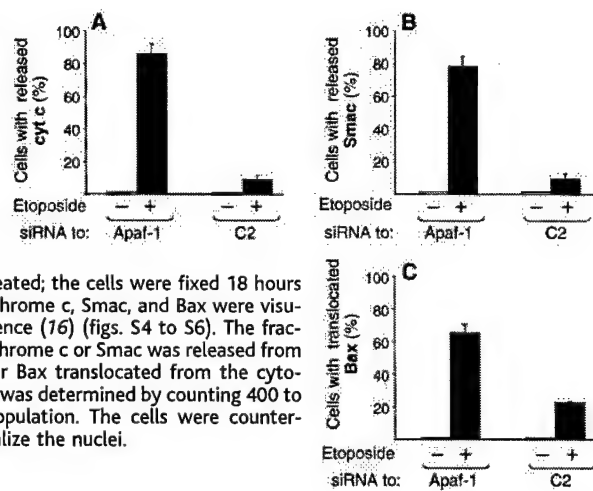 A
Cells with released
cyt c (%)
100
80
60
40
20
Etoposide - + - +
siRNA to: Apaf-1 C2
B
Cells with released
Smac (%)
100
80
60
40
20
Etoposide - + - +
siRNA to: Apaf-1 C2
eated; the cells were fixed 18 hours
hrome c, Smac, and Bax were visu-
ence (16) (figs. S4 to S6). The frac-
hrome c or Smac was released from
r Bax translocated from the cyto-
was determined by counting 400 to
opulation. The cells were counter-
alize the nuclei.
C
Cells with translocated
Bax (%)
100
80
60
40
20
Etoposide - + - +
siRNA to: Apaf-1 C2